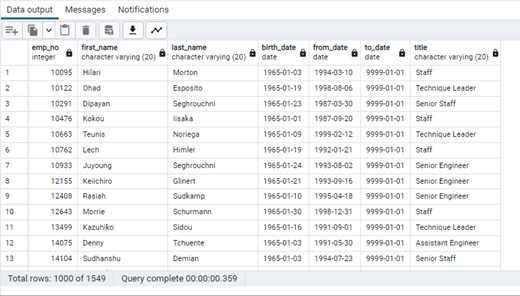 Data output Messages Notifications
emp_no first_name last_name birth_date from_date to_date title
integer character varying (20) character varying (20) date date date character varying (20)
1 10095 Hilari Morton 1965-01-03 1994-03-10 9999-01-01 Staff
2 10122 Ohad Esposito 1965-01-19 1998-08-06 9999-01-01 Technique Leader
3 10291 Dipayan Seghrouchni 1965-01-23 1987-03-30 9999-01-01 Senior Staff
4 10476 Kokou Iisaka 1965-01-01 1987-09-20 9999-01-01 Staff
5 10663 Teunis Noriega 1965-01-09 1999-02-12 9999-01-01 Technique Leader
6 10762 Lech Himler 1965-01-19 1992-01-21 9999-01-01 Staff
7 10933 Juyoung Seghrouchni 1965-01-24 1993-08-02 9999-01-01 Senior Engineer
8 12155 Keiichiro Glinert 1965-01-21 1993-09-16 9999-01-01 Senior Engineer
9 12408 Rasiah Sudkamp 1965-01-10 1995-04-18 9999-01-01 Senior Engineer
10 12643 Morrie Schurmann 1965-01-30 1998-12-31 9999-01-01 Staff
11 13499 Kazuhiko Sidou 1965-01-16 1991-09-01 9999-01-01 Technique Leader
12 14075 Denny Tchuente 1965-01-03 1991-05-30 9999-01-01 Assistant Engineer
13 14104 Sudhanshu Demian 1965-01-03 1994-07-23 9999-01-01 Senior Staff
Total rows: 1000 of 1549 Query complete 00:00:00.359